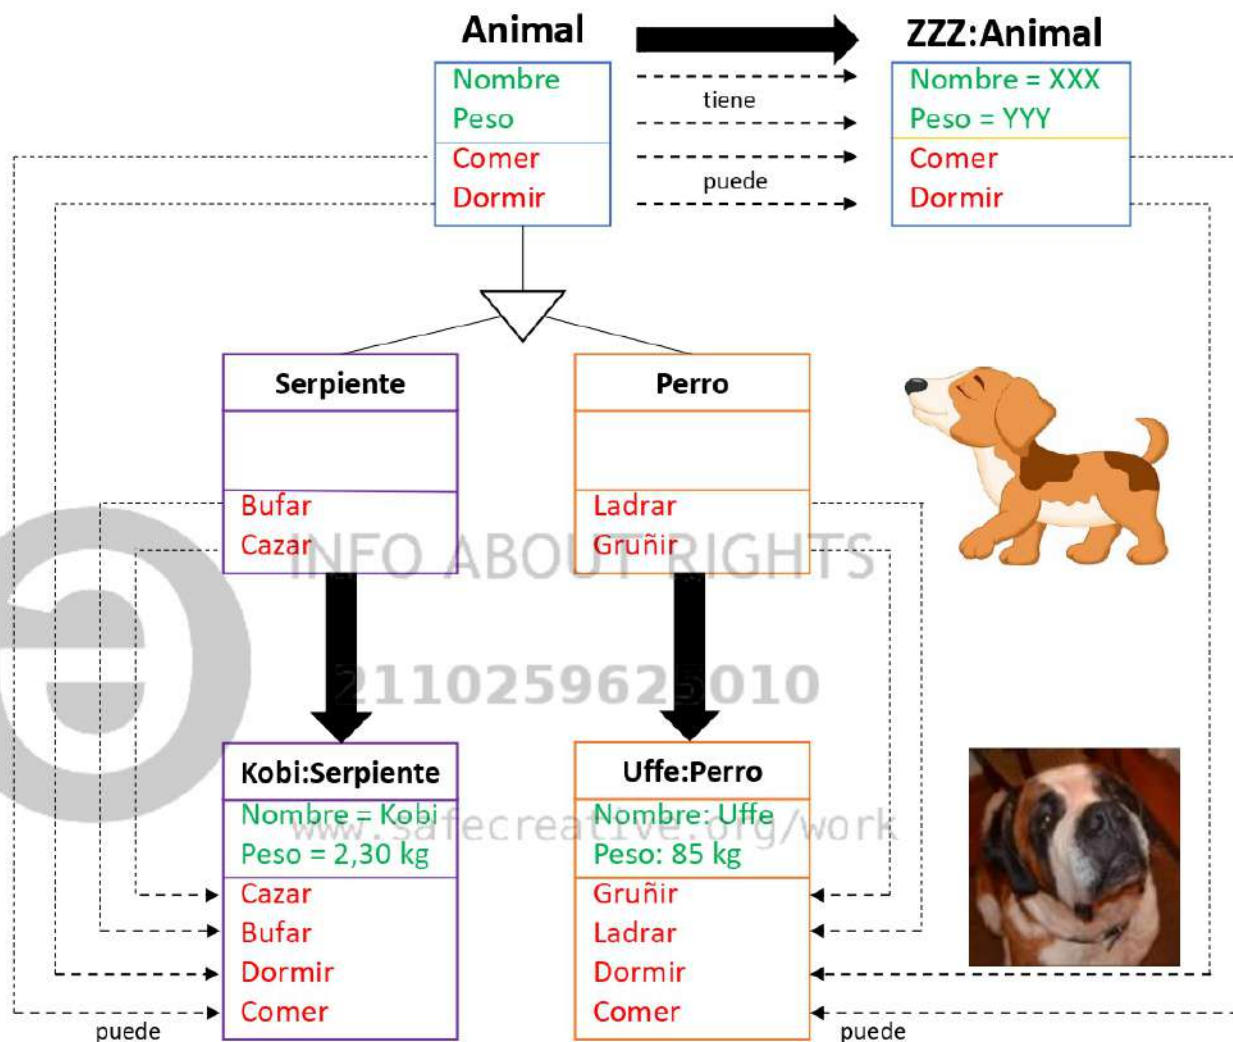 Animal
ZZZ:Animal
Nombre
Peso
Comer
Dormir
tiene
puede
Nombre = XXX
Peso = YYY
Comer
Dormir
Serpiente
Bufar
Cazar
Perro
Ladrar
Gruñir
INFO ABOUT RIGHTS
2110259625010
www.safecreative.org/work
Kobi:Serpiente
Nombre = Kobi
Peso = 2,30 kg
Cazar
Bufar
Dormir
Comer
puede
Uffe:Perro
Nombre: Uffe
Peso: 85 kg
Gruñir
Ladrar
Dormir
Comer
puede